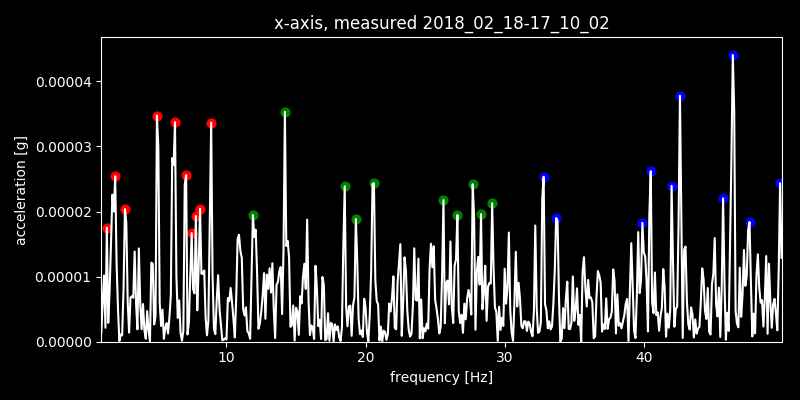 x-axis, measured 2018_02_18-17_10_02
0.00004
0.00003
0.00002
0.00001
0.00000
acceleration [g]
10 20 30 40
frequency [Hz]